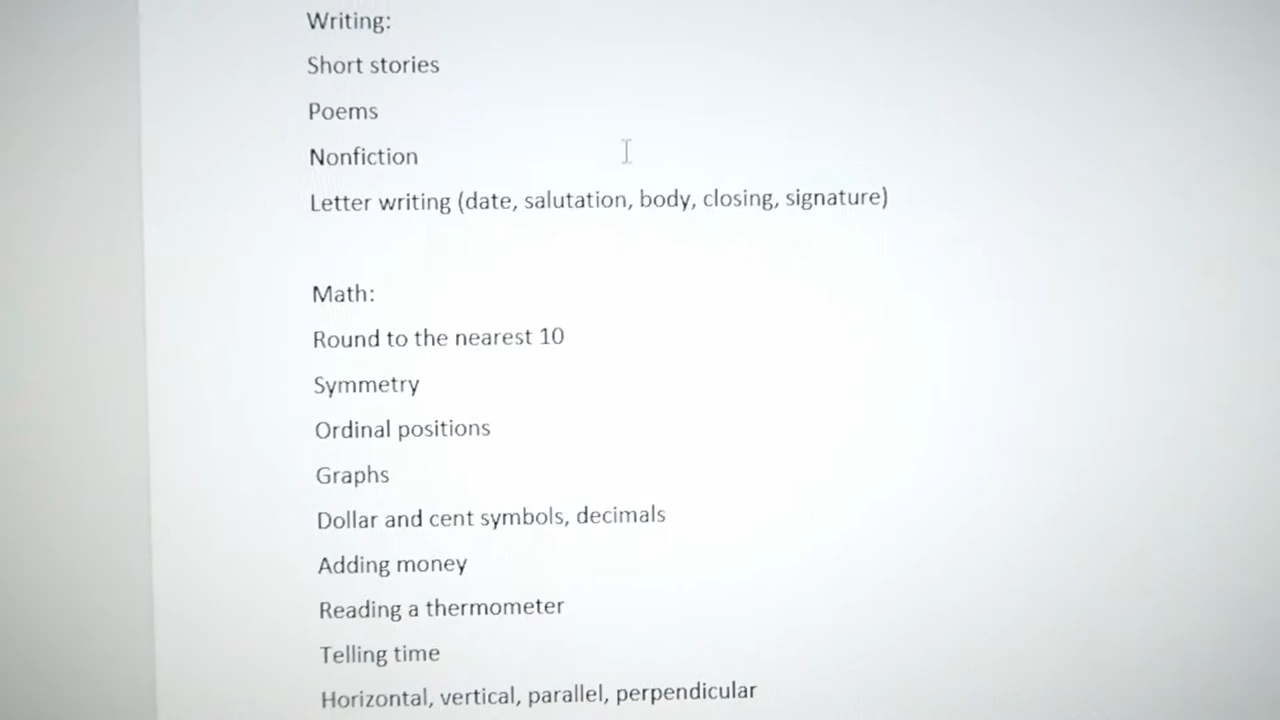 Writing:
Short stories
Poems
Nonfiction
Letter writing (date, salutation, body, closing, signature)
Math:
Round to the nearest 10
Symmetry
Ordinal positions
Graphs
Dollar and cent symbols, decimals
Adding money
Reading a thermometer
Telling time
Horizontal, vertical, parallel, perpendicular